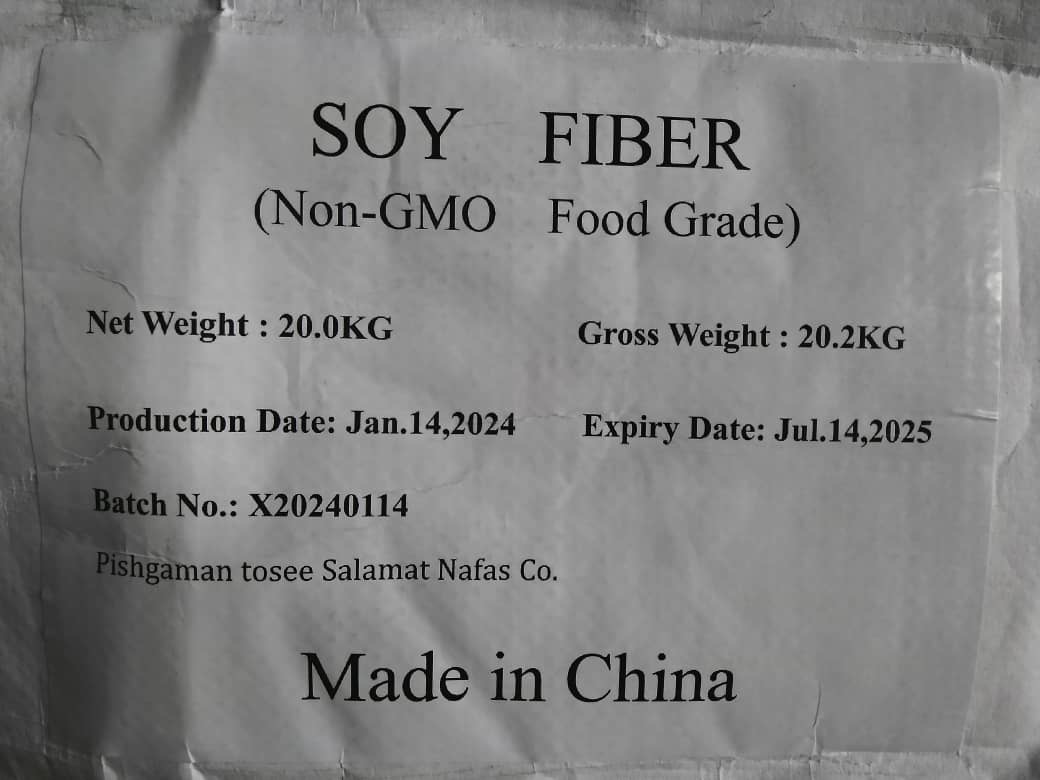 SOY FIBER
(Non-GMO Food Grade)
Net Weight : 20.0KG Gross Weight : 20.2KG
Production Date: Jan.14,2024 Expiry Date: Jul.14,2025
Batch No.: X20240114
Pishgaman tosee Salamat Nafas Co.
Made in China